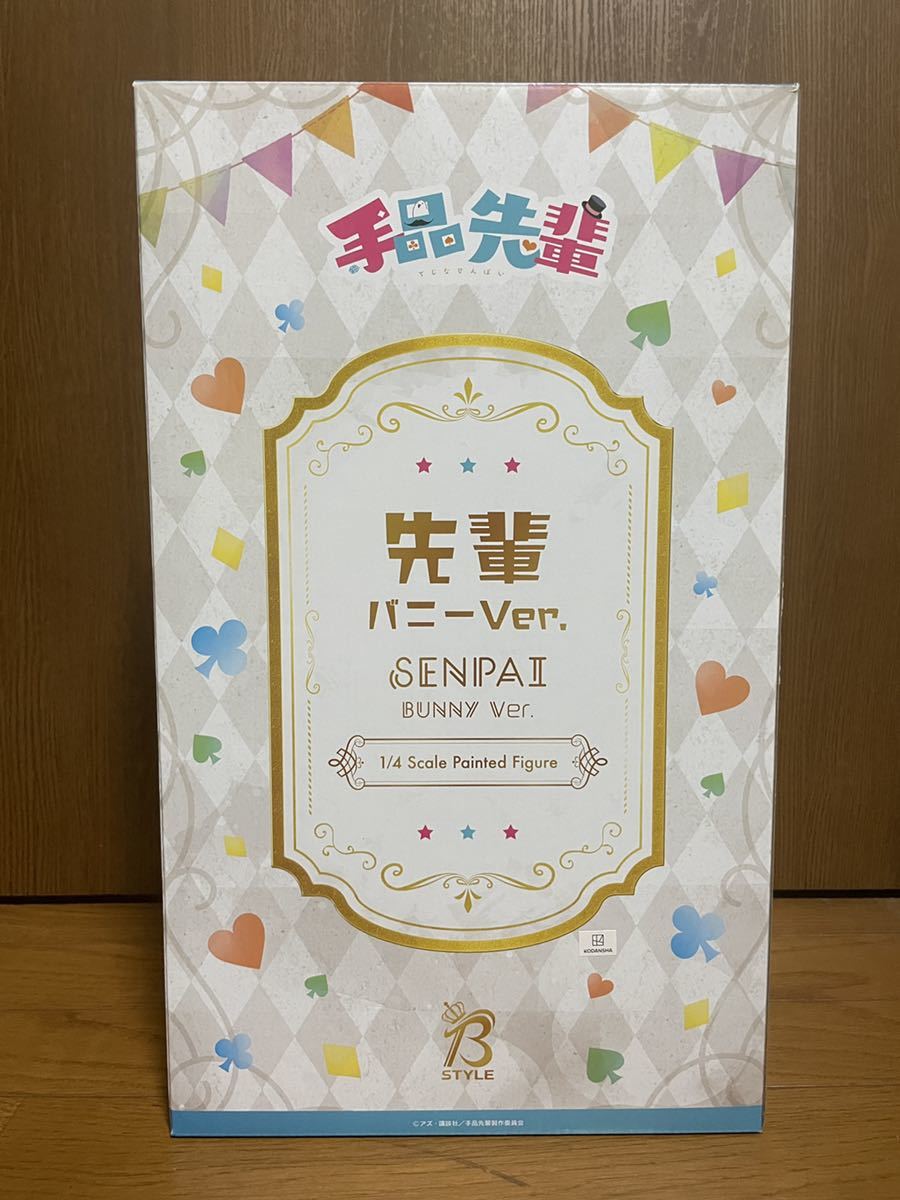 手品先輩
てじなせんぱい
先輩
バニーVer.
SENPAI
BUNNY Ver.
1/4 Scale Painted Figure
KODANSHA
B
STYLE
©アズ・講談社／手品先輩製作委員会